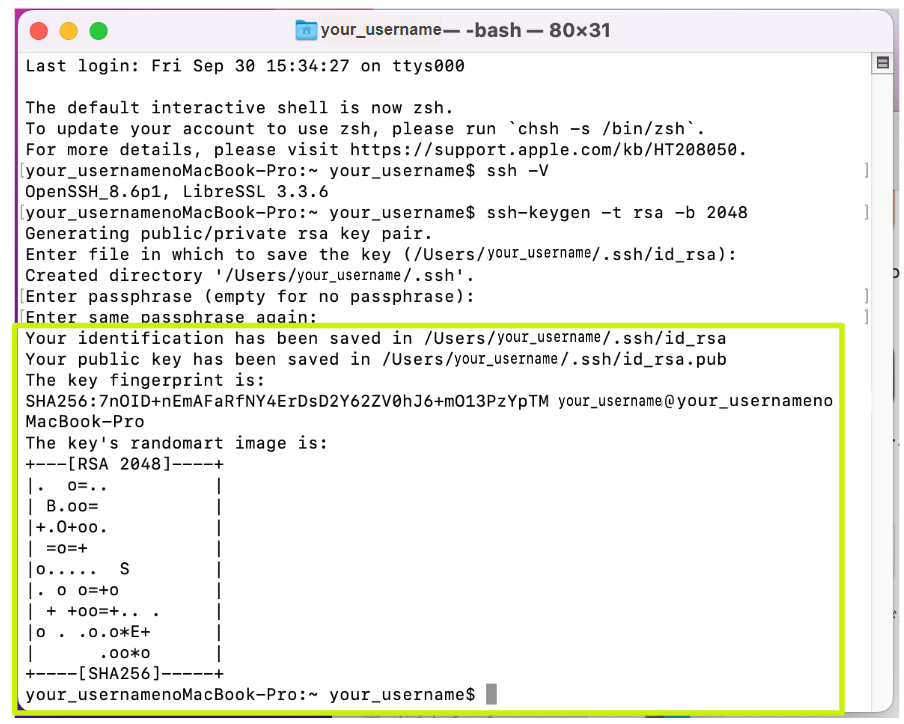 your_username— -bash — 80×31
Last login: Fri Sep 30 15:34:27 on ttys000
The default interactive shell is now zsh.
To update your account to use zsh, please run `chsh -s /bin/zsh`.
For more details, please visit https://support.apple.com/kb/HT208050.
[your_usernamenoMacBook-Pro:~ your_username$ ssh -V ]
OpenSSH_8.6p1, LibreSSL 3.3.6
[your_usernamenoMacBook-Pro:~ your_username$ ssh-keygen -t rsa -b 2048 ]
Generating public/private rsa key pair.
Enter file in which to save the key (/Users/your_username/.ssh/id_rsa):
Created directory '/Users/your_username/.ssh'.
[Enter passphrase (empty for no passphrase): ]
[Enter same passphrase again: ]
Your identification has been saved in /Users/your_username/.ssh/id_rsa
Your public key has been saved in /Users/your_username/.ssh/id_rsa.pub
The key fingerprint is:
SHA256:7nOID+nEmAFaRfNY4ErDsD2Y62ZV0hJ6+mO13PzYpTM your_username@your_usernameno
MacBook-Pro
The key's randomart image is:
+---[RSA 2048]----+
|.  o=..          |
| B.oo=           |
|+.O+oo.          |
| =o=+            |
|o.....  S        |
|. o o=+o         |
| + +oo=+.. .     |
|o . .o.o*E+      |
|      .oo*o      |
+----[SHA256]-----+
your_usernamenoMacBook-Pro:~ your_username$